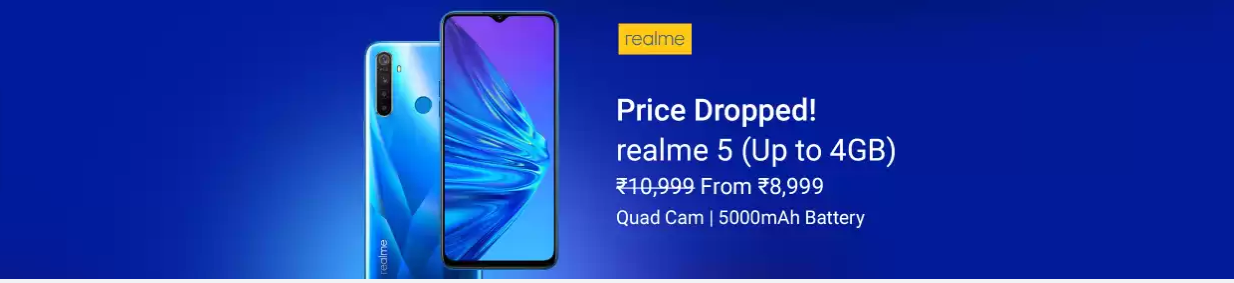 realme
Price Dropped!
realme 5 (Up to 4GB)
₹10,999 From ₹8,999
Quad Cam | 5000mAh Battery
realme